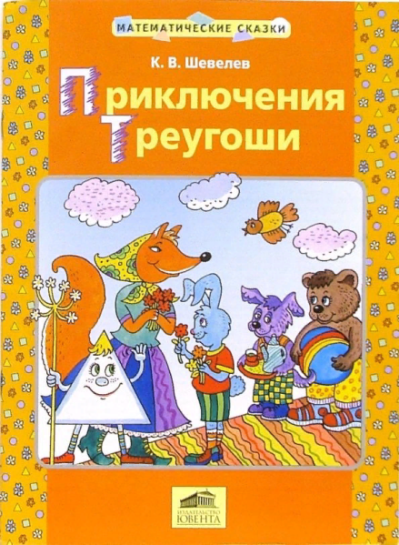 МАТЕМАТИЧЕСКИЕ СКАЗКИ
К. В. Шевелев
Приключения
Треугоши
ИЗДАТЕЛЬСТВО
ЮВЕНТА